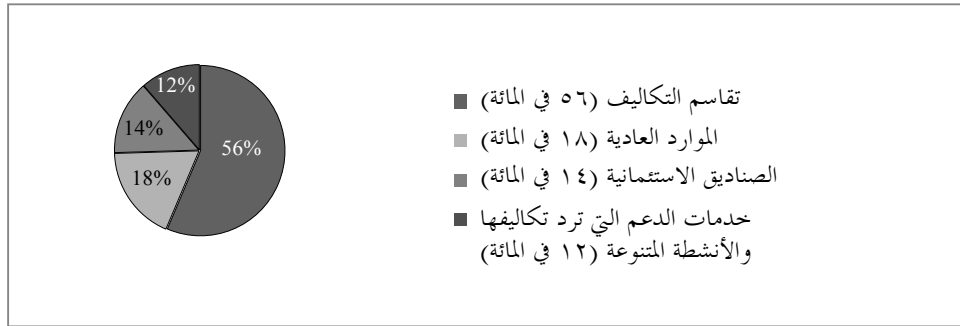 12%
14%
18%
56%
تقاسم التكاليف (٥٦ في المائة)
الموارد العادية (١٨ في المائة)
الصناديق الاستئمانية (١٤ في المائة)
خدمات الدعم التي ترد تكاليفها
والأنشطة المتنوعة (١٢ في المائة)